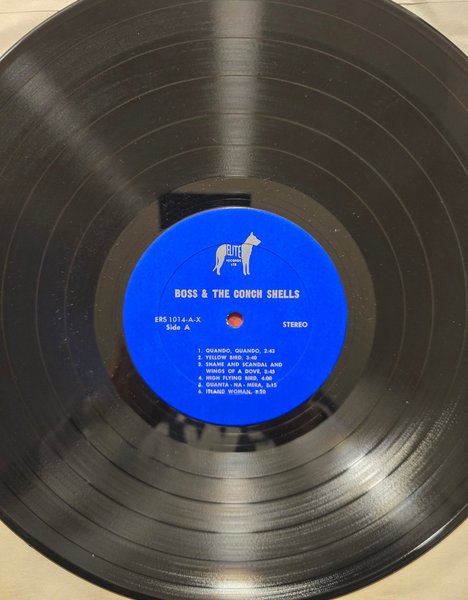 ELITE
RECORDS
LTD
BOSS & THE CONCH SHELLS
ERS 1014-A-X
Side A
STEREO
1. QUANDO, QUANDO, 2:43
2. YELLOW BIRD, 3:40
3. SHAME AND SCANDAL AND
WINGS OF A DOVE, 3:45
4. HIGH FLYING BIRD, 4:00
5. GUANTA-NA-MERA, 3:15
6. ISLAND WOMAN,